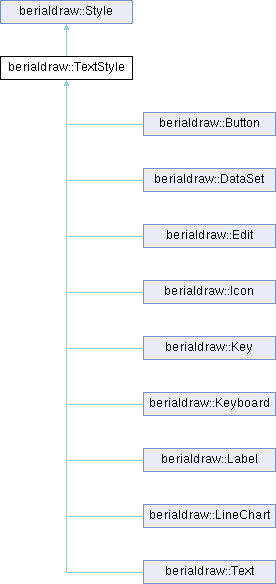 berialdraw::Style
berialdraw::TextStyle
berialdraw::Button
berialdraw::DataSet
berialdraw::Edit
berialdraw::Icon
berialdraw::Key
berialdraw::Keyboard
berialdraw::Label
berialdraw::LineChart
berialdraw::Text